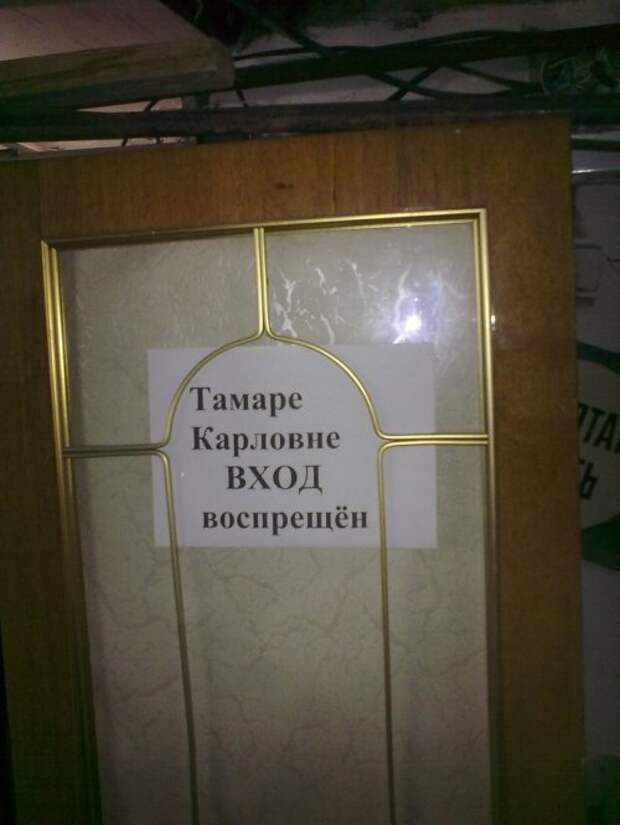 Тамаре
Карловне
ВХОД
воспрещён